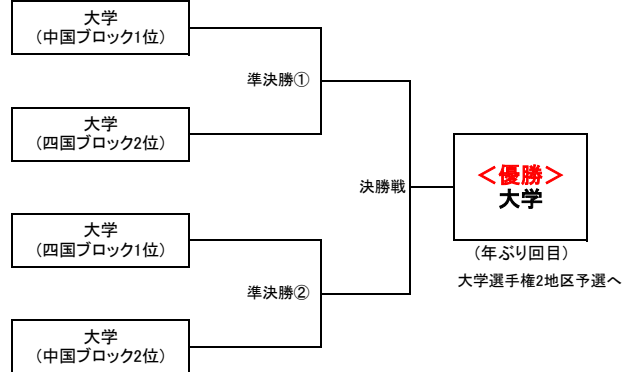 大学
(中国ブロック1位)
準決勝①
大学
(四国ブロック2位)
決勝戦
＜優勝＞
大学
(年ぶり回目)
大学選手権2地区予選へ
大学
(四国ブロック1位)
準決勝②
大学
(中国ブロック2位)